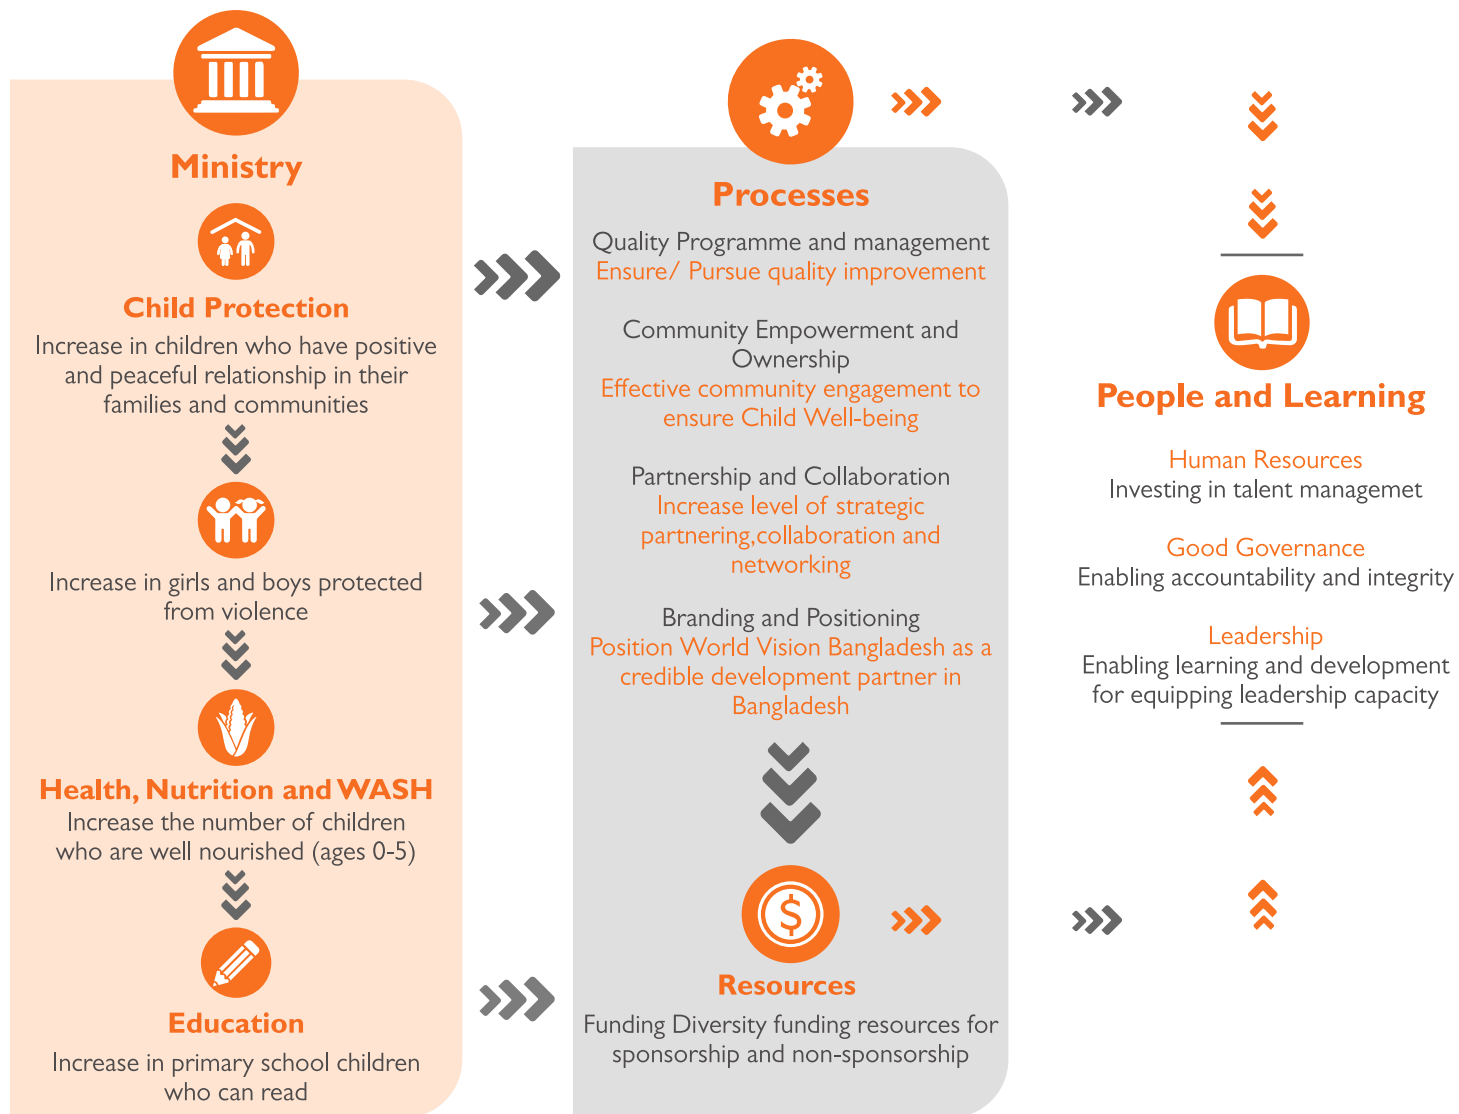 Ministry
Child Protection
Increase in children who have positive
and peaceful relationship in their
families and communities
Increase in girls and boys protected
from violence
Health, Nutrition and WASH
Increase the number of children
who are well nourished (ages 0-5)
Education
Increase in primary school children
who can read
Processes
Quality Programme and management
Ensure/ Pursue quality improvement
Community Empowerment and
Ownership
Effective community engagement to
ensure Child Well-being
Partnership and Collaboration
Increase level of strategic
partnering,collaboration and
networking
Branding and Positioning
Position World Vision Bangladesh as a
credible development partner in
Bangladesh
$
Resources
Funding Diversity funding resources for
sponsorship and non-sponsorship
People and Learning
Human Resources
Investing in talent managemet
Good Governance
Enabling accountability and integrity
Leadership
Enabling learning and development
for equipping leadership capacity